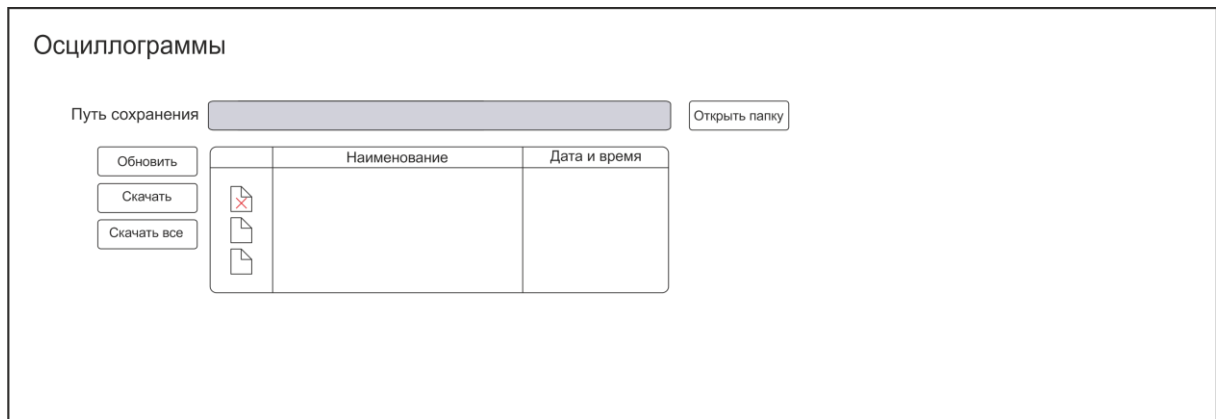 Осциллограммы
Путь сохранения
Открыть папку
Обновить
Наименование
Дата и время
Скачать
Скачать все